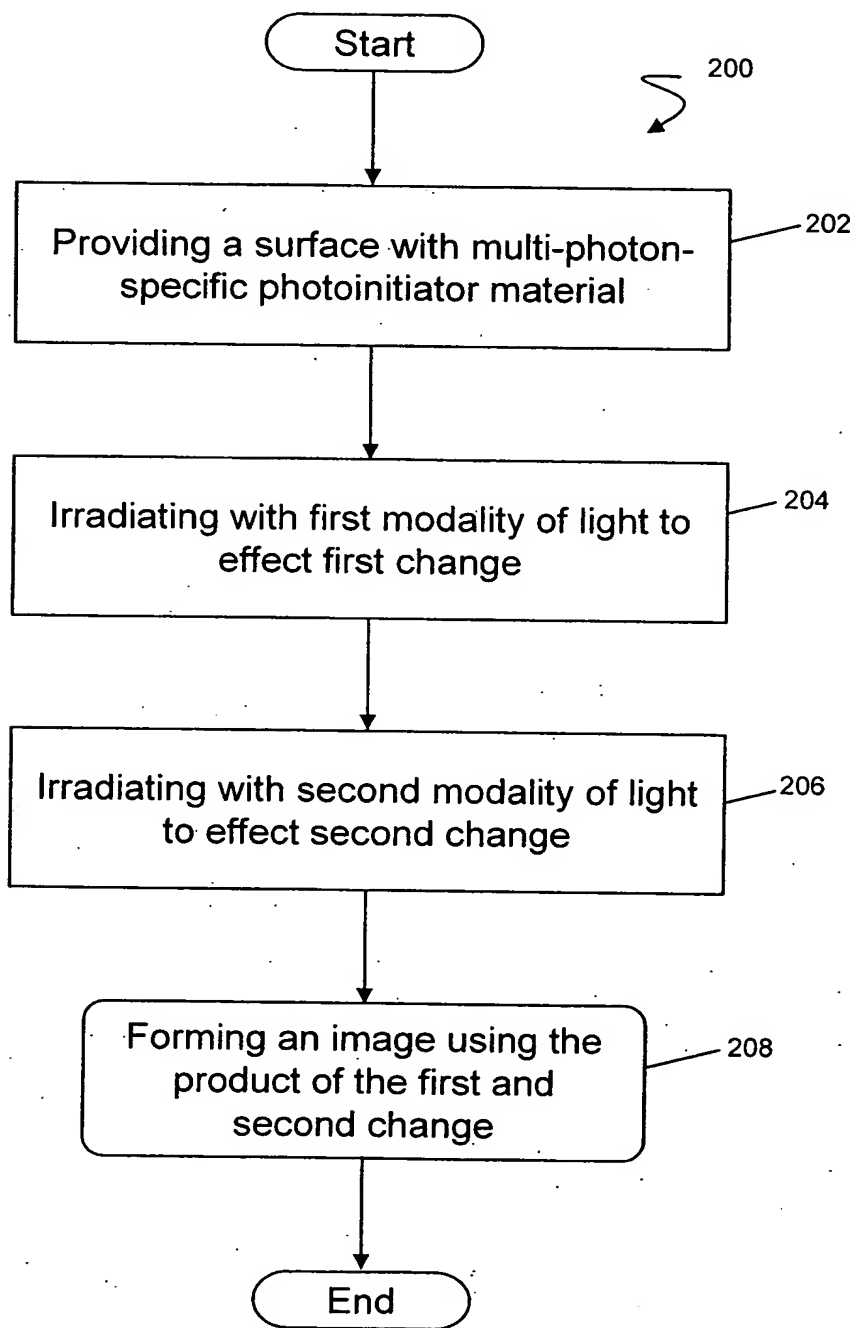 Start
200
Providing a surface with multi-photon-
specific photoinitiator material
202
Irradiating with first modality of light to
effect first change
204
Irradiating with second modality of light
to effect second change
206
Forming an image using the
product of the first and
second change
208
End